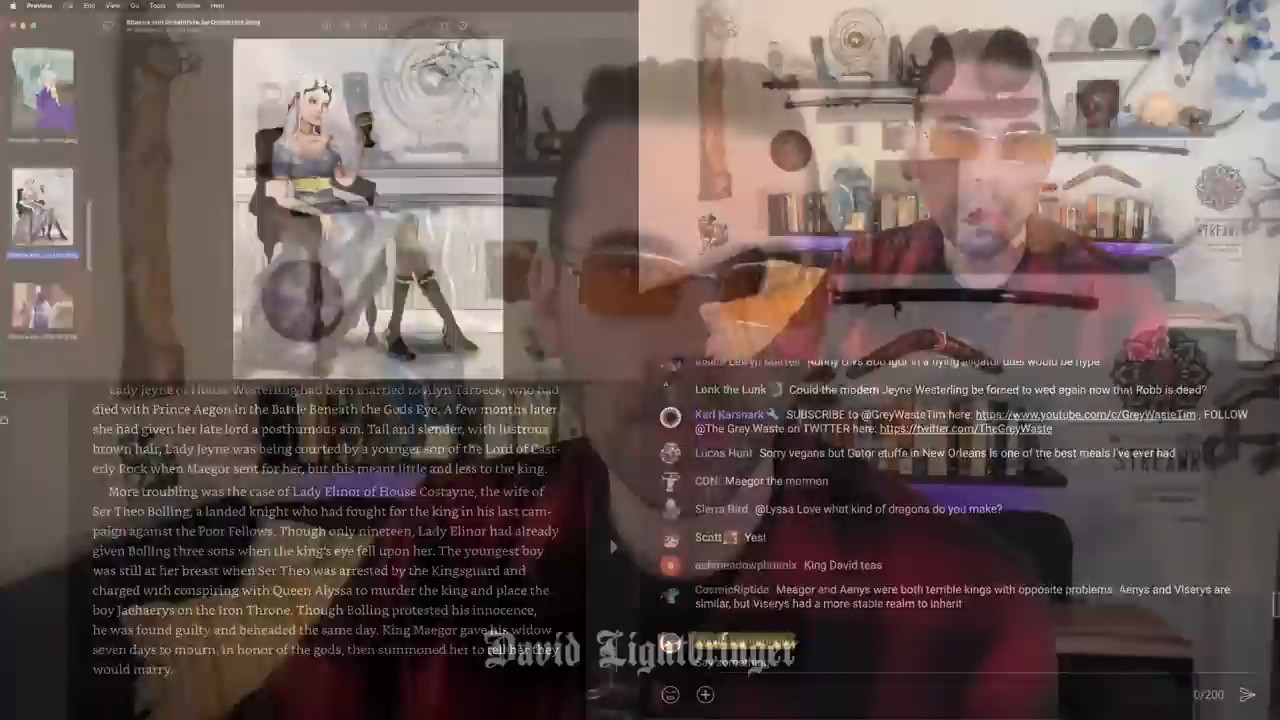 Preview
File
Edit
View
Go
Tools
Window
Help
Lady Jeyne of House Westerling had been married to Alyn Tarbeck, who had
died with Prince Aegon in the Battle Beneath the Gods Eye. A few months later
she had given her late lord a posthumous son. Tall and slender, with lustrous
brown hair, Lady Jeyne was being courted by a younger son of the Lord of Cast-
erly Rock when Maegor sent for her, but this meant little and less to the king.
More troubling was the case of Lady Elinor of House Costayne, the wife of
Ser Theo Bolling, a landed knight who had fought for the king in his last cam-
paign against the Poor Fellows. Though only nineteen, Lady Elinor had already
given Bolling three sons when the king's eye fell upon her. The youngest boy
was still at her breast when Ser Theo was arrested by the Kingsguard and
charged with conspiring with Queen Alyssa to murder the king and place the
boy Jaehaerys on the Iron Throne. Though Bolling protested his innocence,
he was found guilty and beheaded the same day. King Maegor gave his widow
seven days to mourn, in honor of the gods, then summoned her to tell her they
would marry.
would be hype
Lonk the Lunk Could the modern Jeyne Westerling be forced to wed again now that Robb is dead?
Karl Karsnark SUBSCRIBE to @GreyWasteTim here: https://www.youtube.com/c/GreyWasteTim , FOLLOW
@The Grey Waste on TWITTER here: https://twitter.com/TheGreyWaste
Lucas Hunt Sorry vegans but Gator etuffe in New Orleans is one of the best meals I've ever had
CDN Maegor the mormon
Sierra Bird @Lyssa Love what kind of dragons do you make?
Scott Yes!
ashmeadowphoenix King David teas
CosmicRiptide Meagor and Aenys were both terrible kings with opposite problems. Aenys and Viserys are
similar, but Viserys had a more stable realm to inherit
David Lightbringer
Say something...
0/200